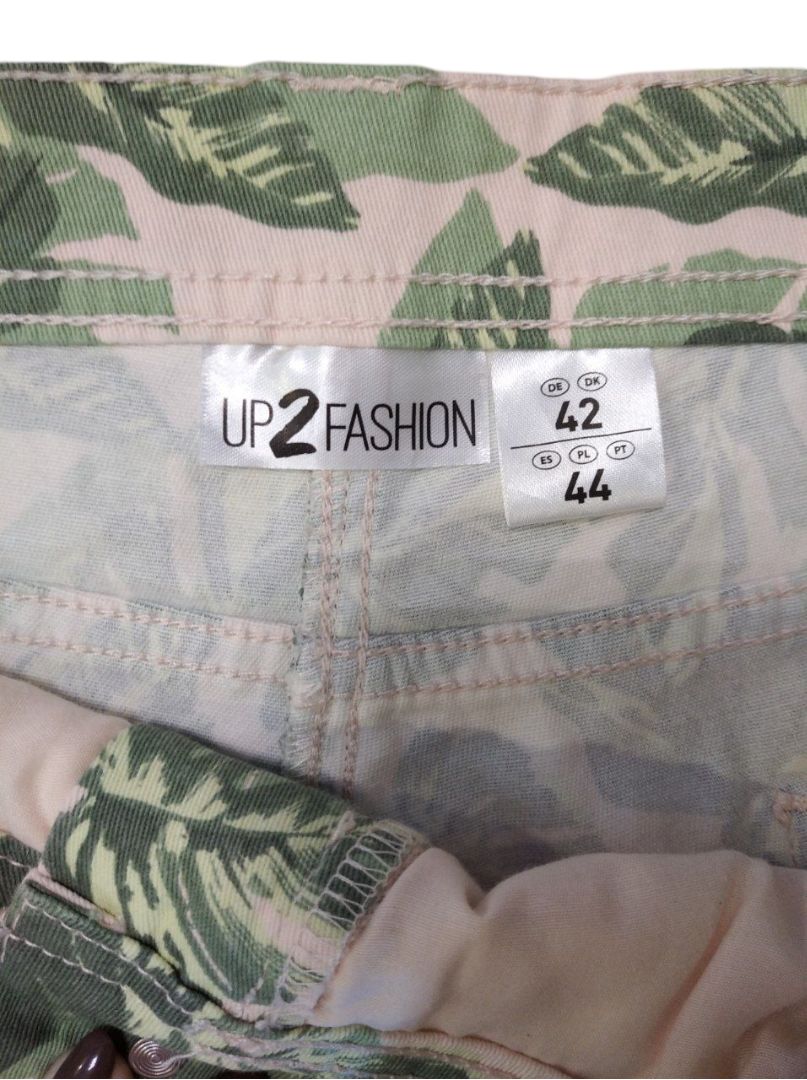 UP2FASHION
DE DK
42
ES PL PT
44